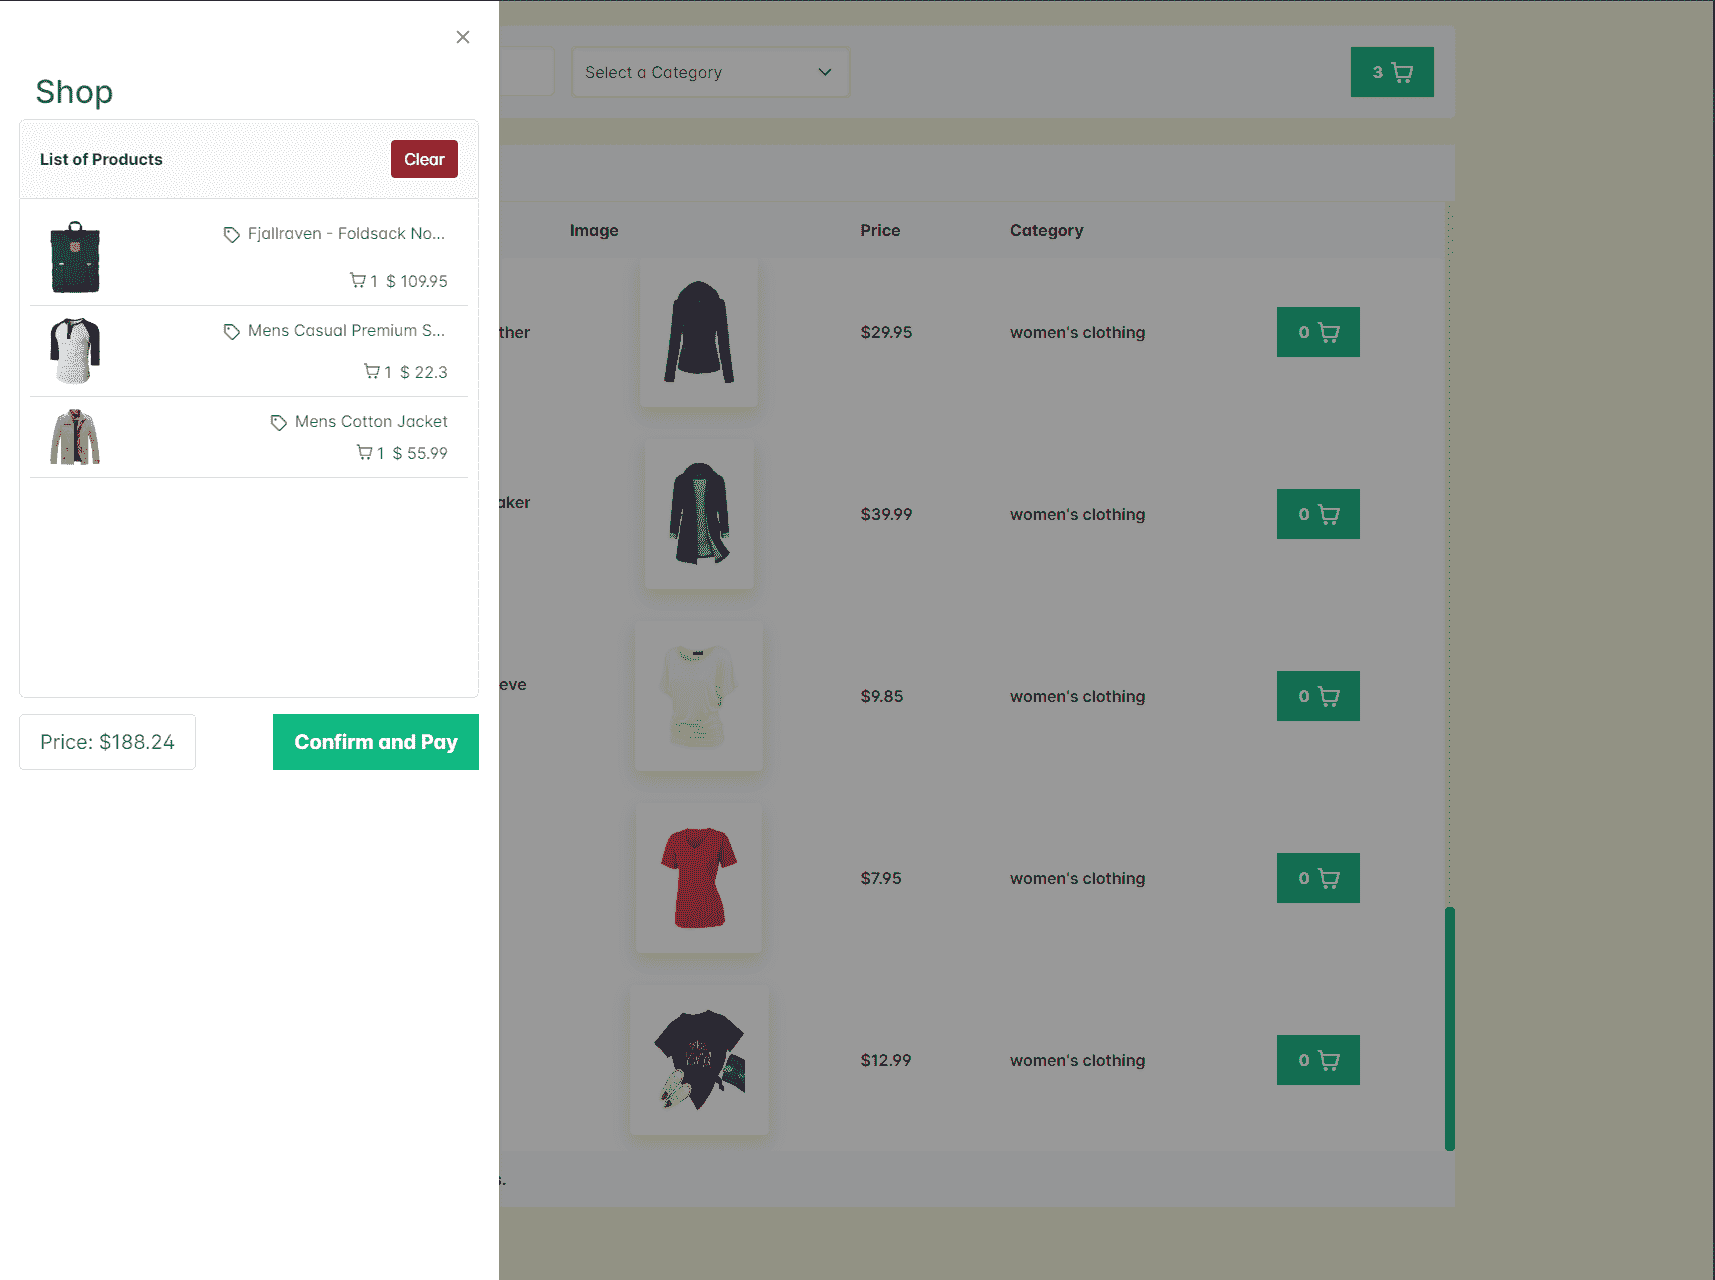 Shop
List of Products
Clear
Fjallraven - Foldsack No...
1 $ 109.95
Mens Casual Premium S...
1 $ 22.3
Mens Cotton Jacket
1 $ 55.99
Price: $188.24
Confirm and Pay
Select a Category
3
Image Price Category
ther $29.95 women's clothing 0
aker $39.99 women's clothing 0
eve $9.85 women's clothing 0
$7.95 women's clothing 0
$12.99 women's clothing 0
s.